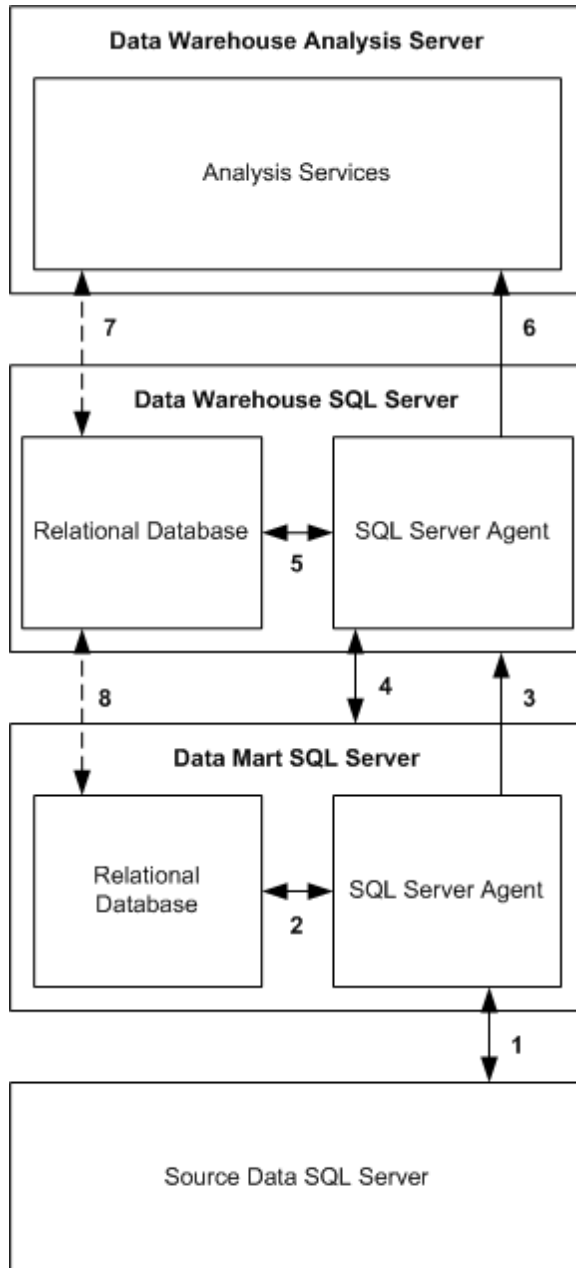 Data Warehouse Analysis Server
Analysis Services
7
6
Data Warehouse SQL Server
Relational Database
SQL Server Agent
5
8
4
3
Data Mart SQL Server
Relational
Database
SQL Server Agent
2
1
Source Data SQL Server